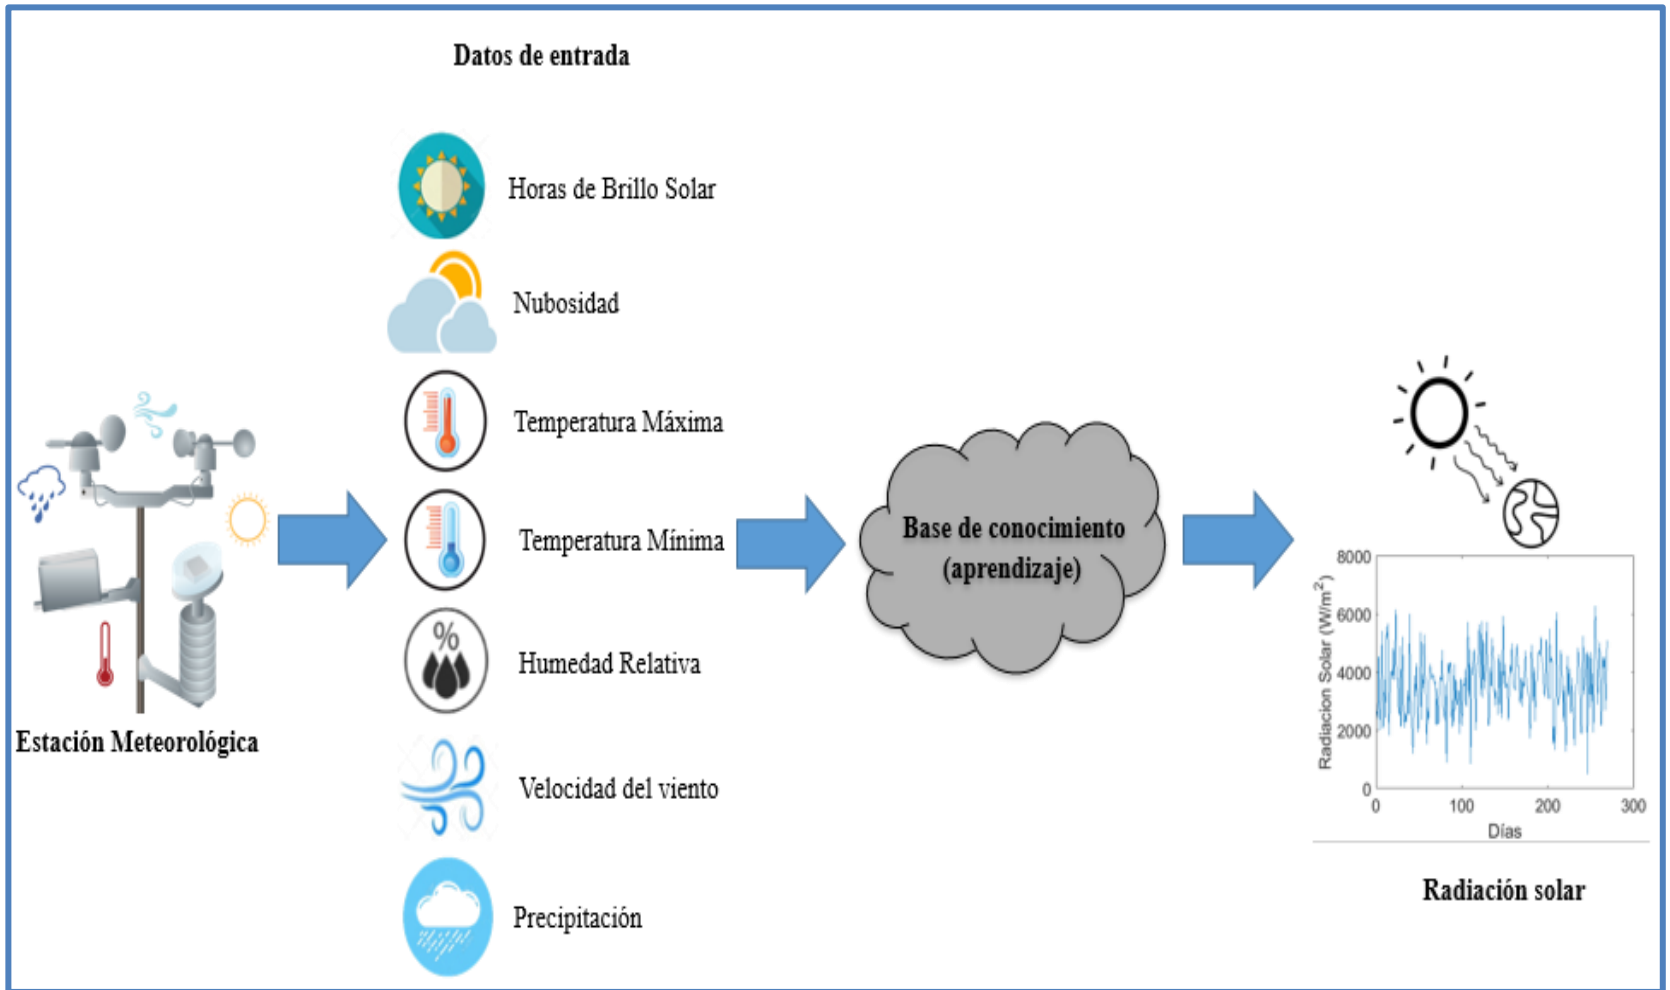 Datos de entrada
Horas de Brillo Solar
Nubosidad
Temperatura Máxima
Temperatura Mínima
%
Humedad Relativa
Velocidad del viento
Precipitación
Estación Meteorológica
Base de conocimiento
(aprendizaje)
8000
6000
4000
2000
0
Radiacion Solar (W/m²)
0
100
200
300
Días
Radiación solar